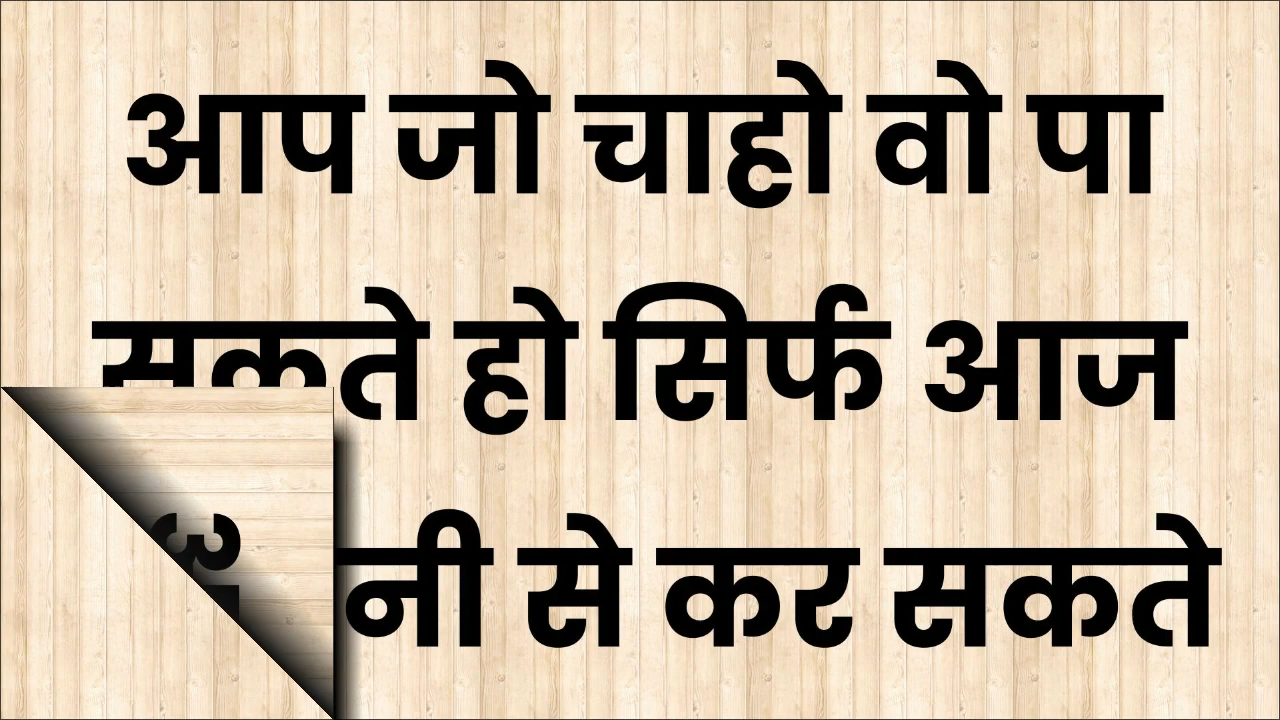 आप जो चाहो वो पा
सकते हो सिर्फ आज
से कर सकते